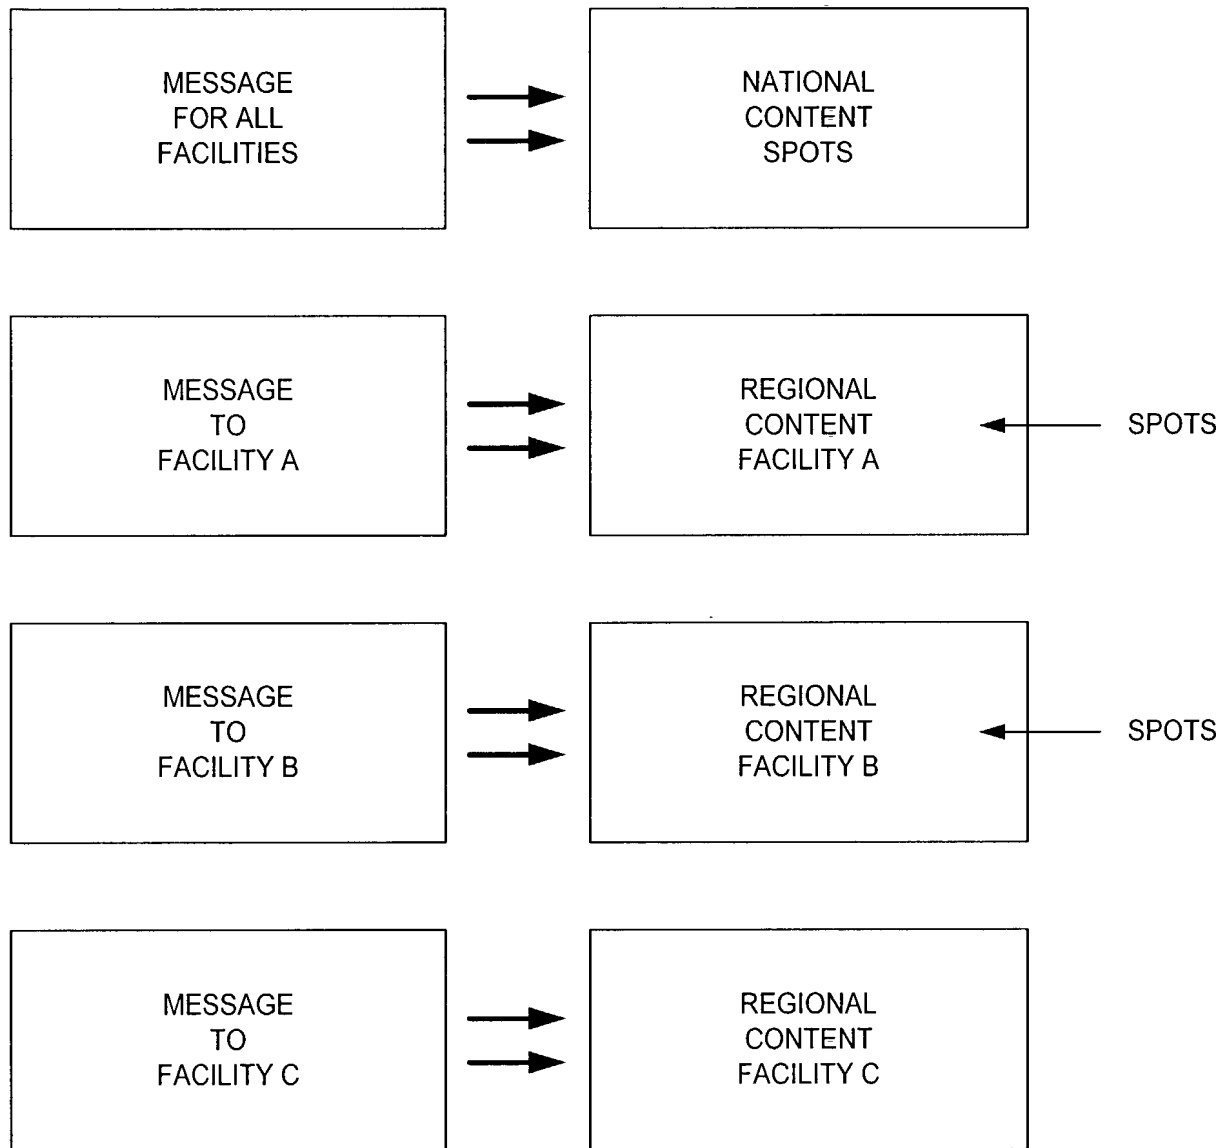 MESSAGE
FOR ALL
FACILITIES
NATIONAL
CONTENT
SPOTS
MESSAGE
TO
FACILITY A
REGIONAL
CONTENT
FACILITY A
SPOTS
MESSAGE
TO
FACILITY B
REGIONAL
CONTENT
FACILITY B
SPOTS
MESSAGE
TO
FACILITY C
REGIONAL
CONTENT
FACILITY C